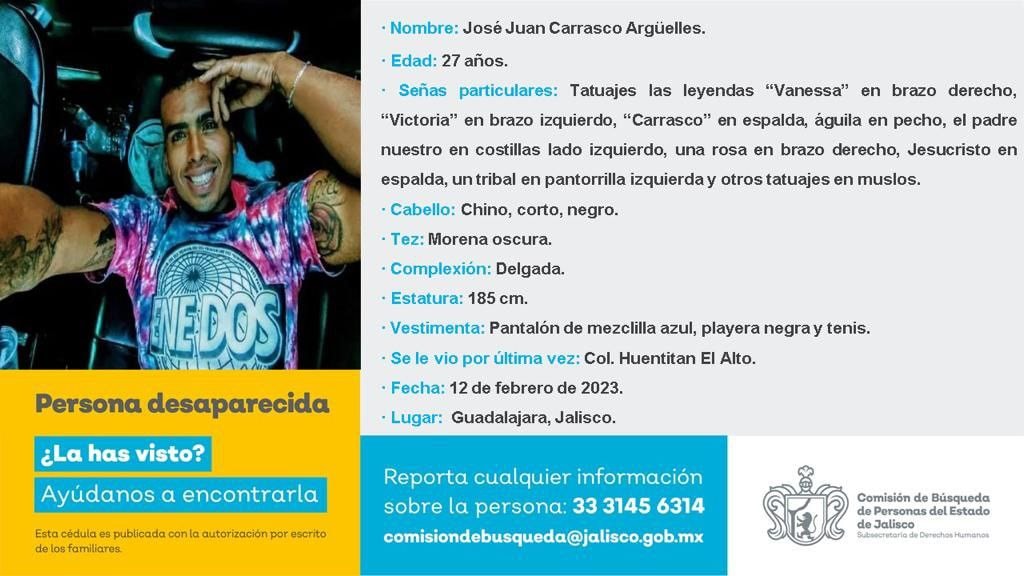 ENE-DOS
Persona desaparecida
¿La has visto?
Ayúdanos a encontrarla
Esta cédula es publicada con la autorización por escrito
de los familiares.
· Nombre: José Juan Carrasco Argüelles.
· Edad: 27 años.
· Señas particulares: Tatuajes las leyendas “Vanessa” en brazo derecho,
“Victoria” en brazo izquierdo, “Carrasco” en espalda, águila en pecho, el padre
nuestro en costillas lado izquierdo, una rosa en brazo derecho, Jesucristo en
espalda, un tribal en pantorrilla izquierda y otros tatuajes en muslos.
· Cabello: Chino, corto, negro.
· Tez: Morena oscura.
· Complexión: Delgada.
· Estatura: 185 cm.
· Vestimenta: Pantalón de mezclilla azul, playera negra y tenis.
· Se le vio por última vez: Col. Huentitan El Alto.
· Fecha: 12 de febrero de 2023.
· Lugar: Guadalajara, Jalisco.
Reporta cualquier información
sobre la persona: 33 3145 6314
comisiondebusqueda@jalisco.gob.mx
Comisión de Búsqueda
de Personas del Estado
de Jalisco
Subsecretaría de Derechos Humanos